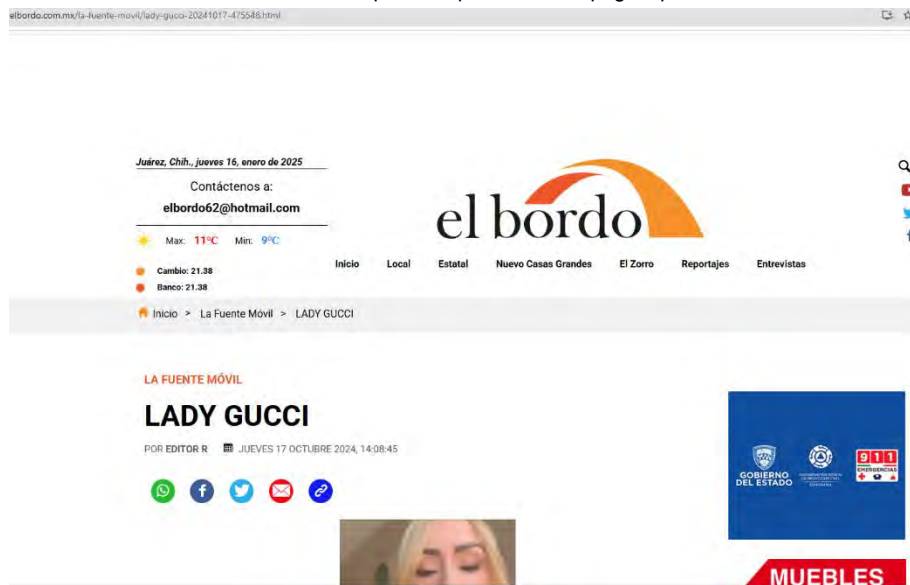 elbordo.com.mx/la-fuente-movil/lady-gucci-20241017-475548.html
Juárez, Chih., jueves 16, enero de 2025
Contáctenos a:
elbordo62@hotmail.com
Max: 11ºC Min: 9ºC
Cambio: 21.38
Banco: 21.38
el bordo
Inicio Local Estatal Nuevo Casas Grandes El Zorro Reportajes Entrevistas
Inicio > La Fuente Móvil > LADY GUCCI
LA FUENTE MÓVIL
LADY GUCCI
POR EDITOR R JUEVES 17 OCTUBRE 2024, 14:08:45
GOBIERNO
DEL ESTADO
911
EMERGENCIAS
MUEBLES